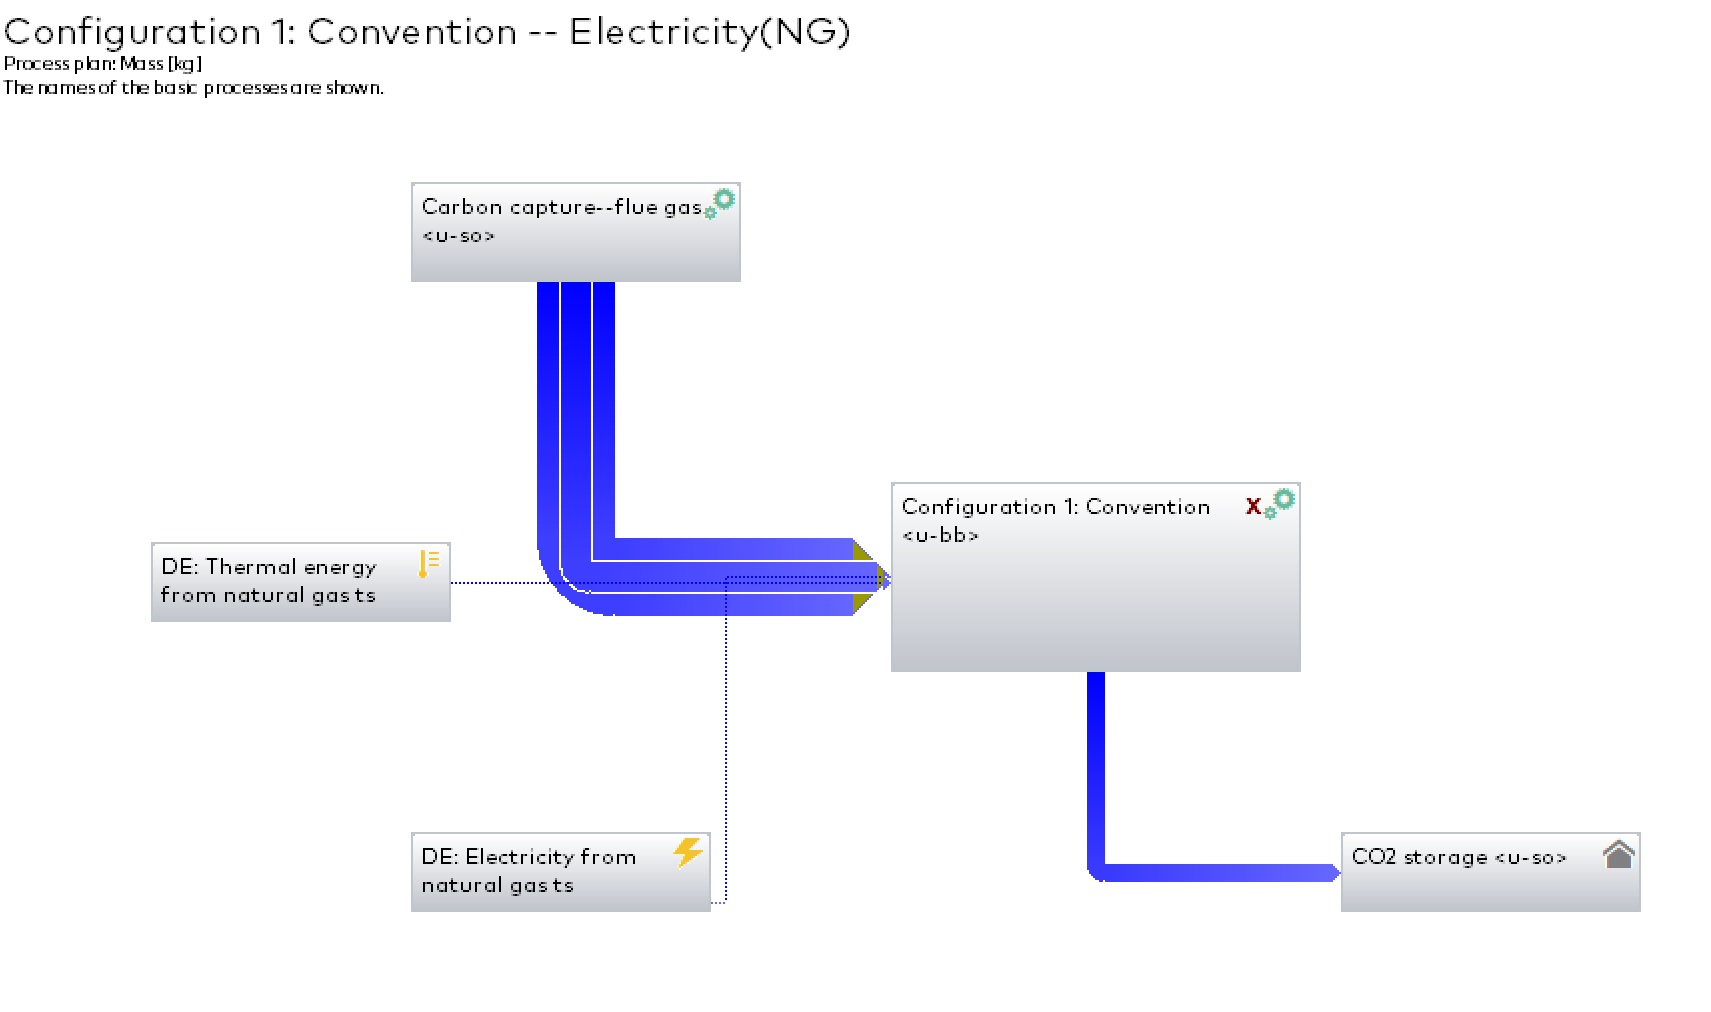 Configuration 1: Convention -- Electricity(NG)
Process plan: Mass [kg]
The names of the basic processes are shown.
Carbon capture--flue gas
<u-so>
Configuration 1: Convention
<u-bb>
X
DE: Thermal energy
from natural gas ts
DE: Electricity from
natural gas ts
CO2 storage <u-so>